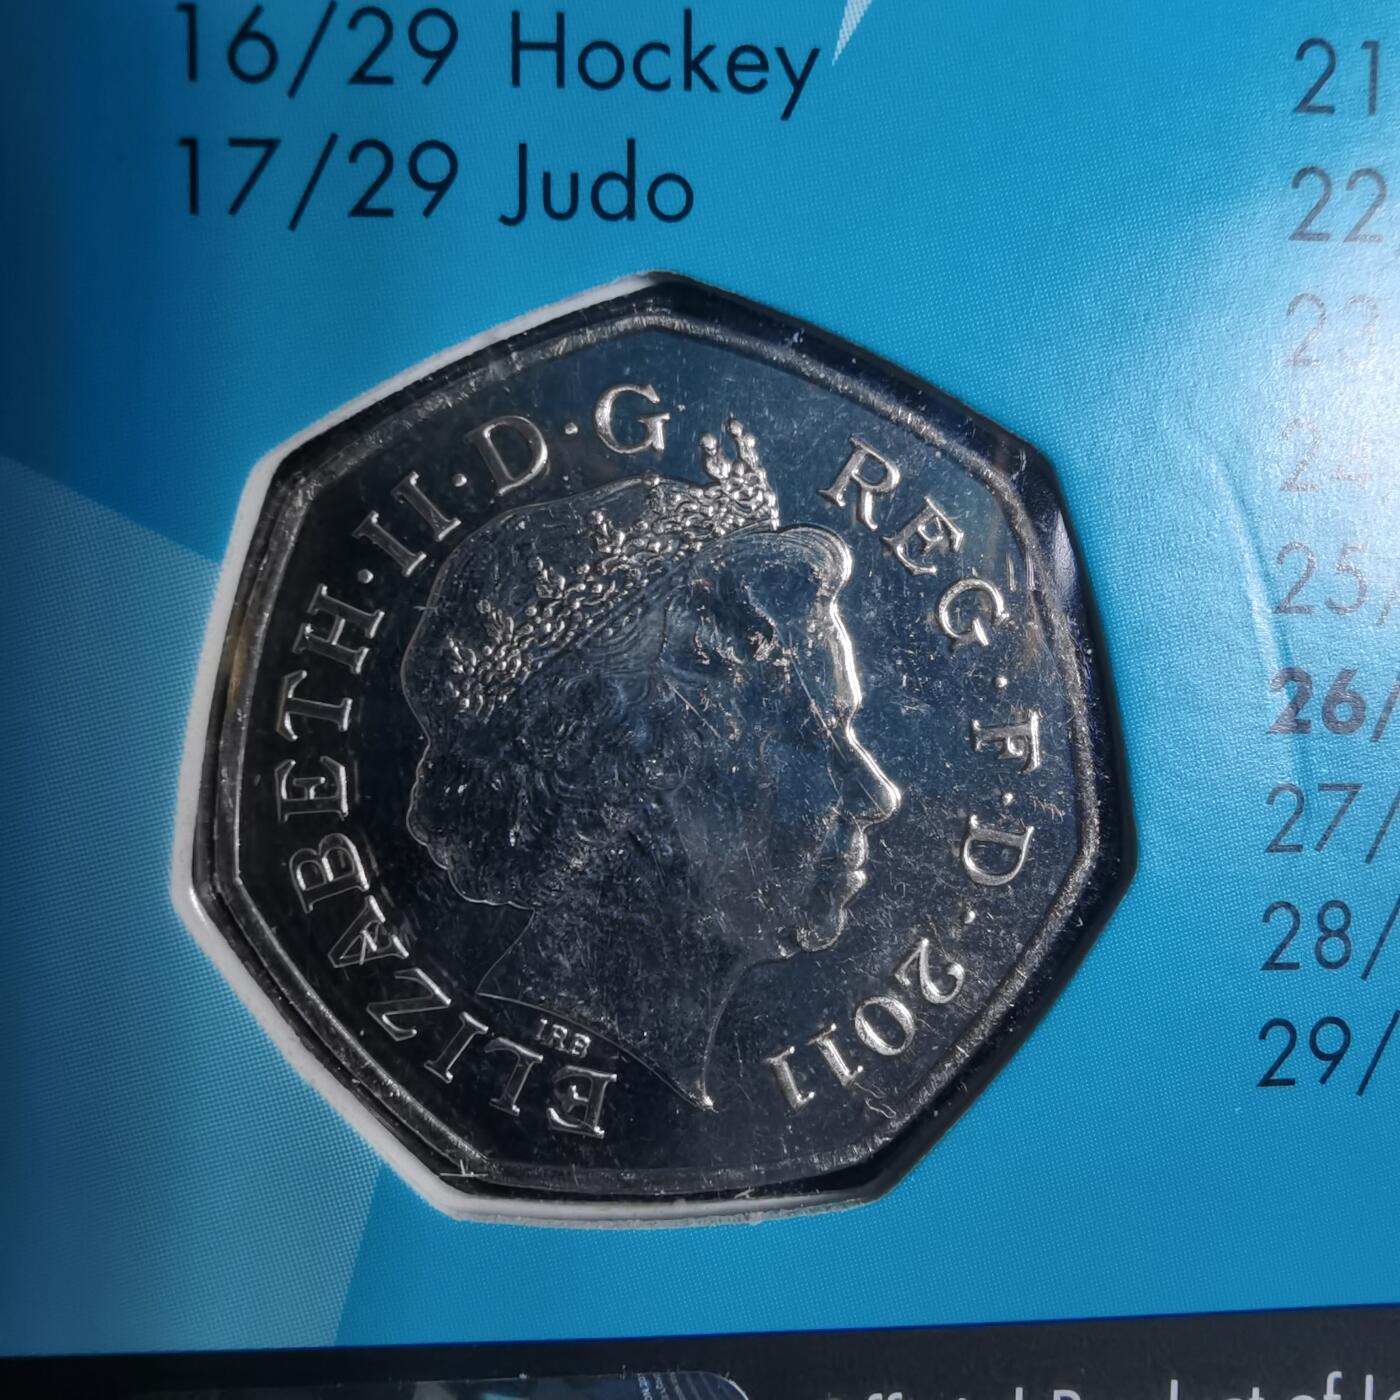 16/29 Hockey
17/29 Judo
21
22
23
24
25/
26/
27/
28/
29/
ELIZABETH·II·D·G REG·F·D·2011
IRB